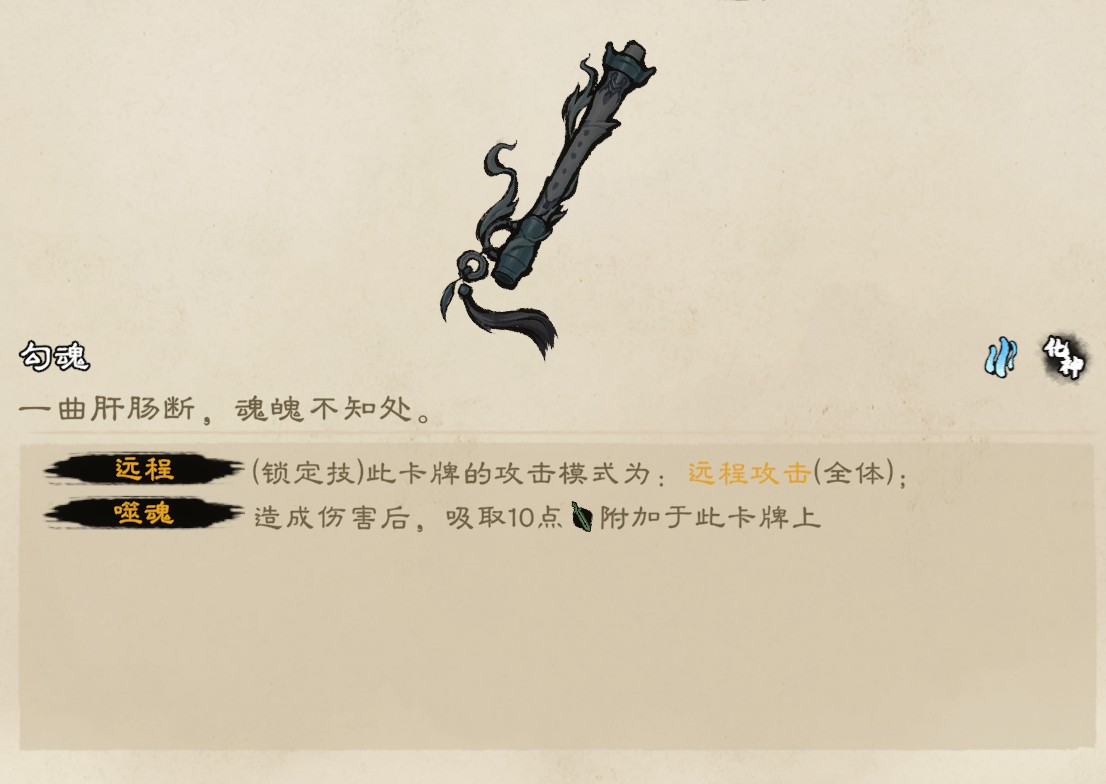 勾魂
化神
一曲肝肠断，魂魄不知处。
远程 (锁定技)此卡牌的攻击模式为：远程攻击(全体)；
噬魂 造成伤害后，吸取10点附加于此卡牌上